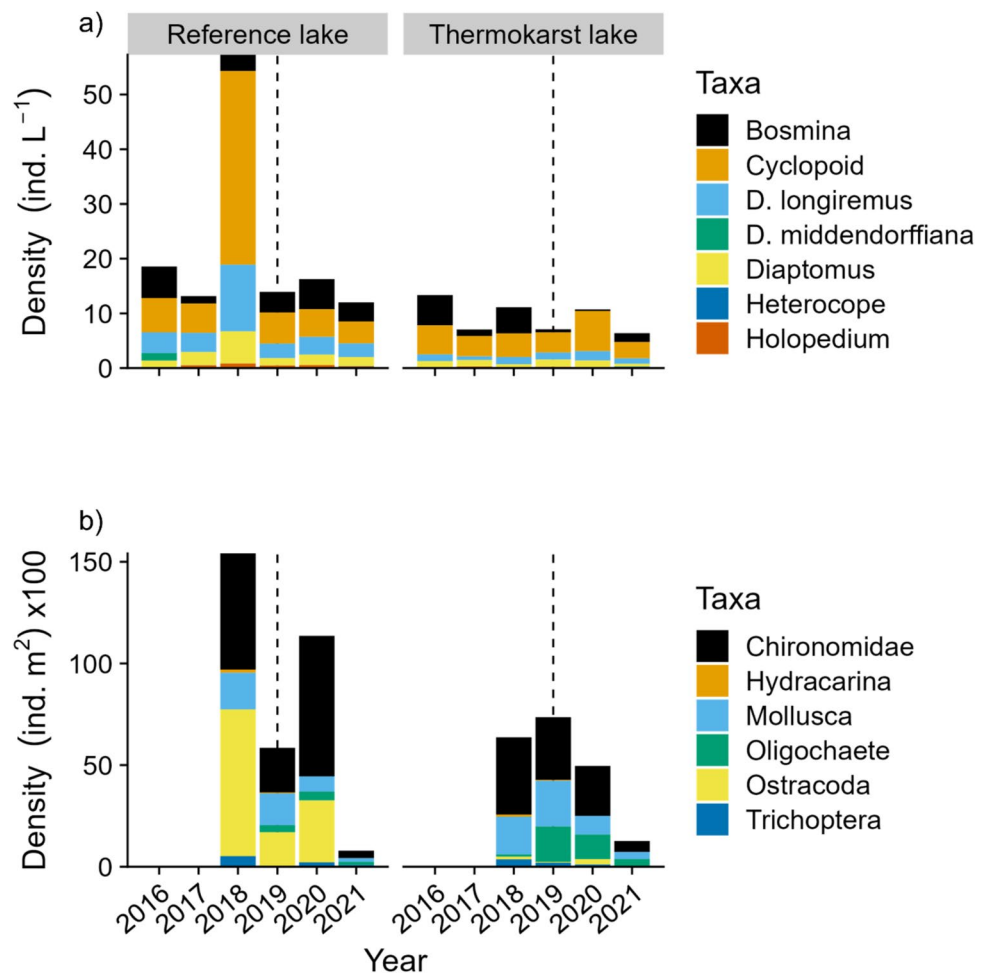 a)
Reference lake
Thermokarst lake
Density (ind. L⁻¹)
50
40
30
20
10
0
Taxa
Bosmina
Cyclopoid
D. longiremus
D. middendorffiana
Diaptomus
Heterocope
Holopedium
b)
Density (ind. m²) x100
150
100
50
0
2016 2017 2018 2019 2020 2021
2016 2017 2018 2019 2020 2021
Year
Taxa
Chironomidae
Hydracarina
Mollusca
Oligochaete
Ostracoda
Trichoptera